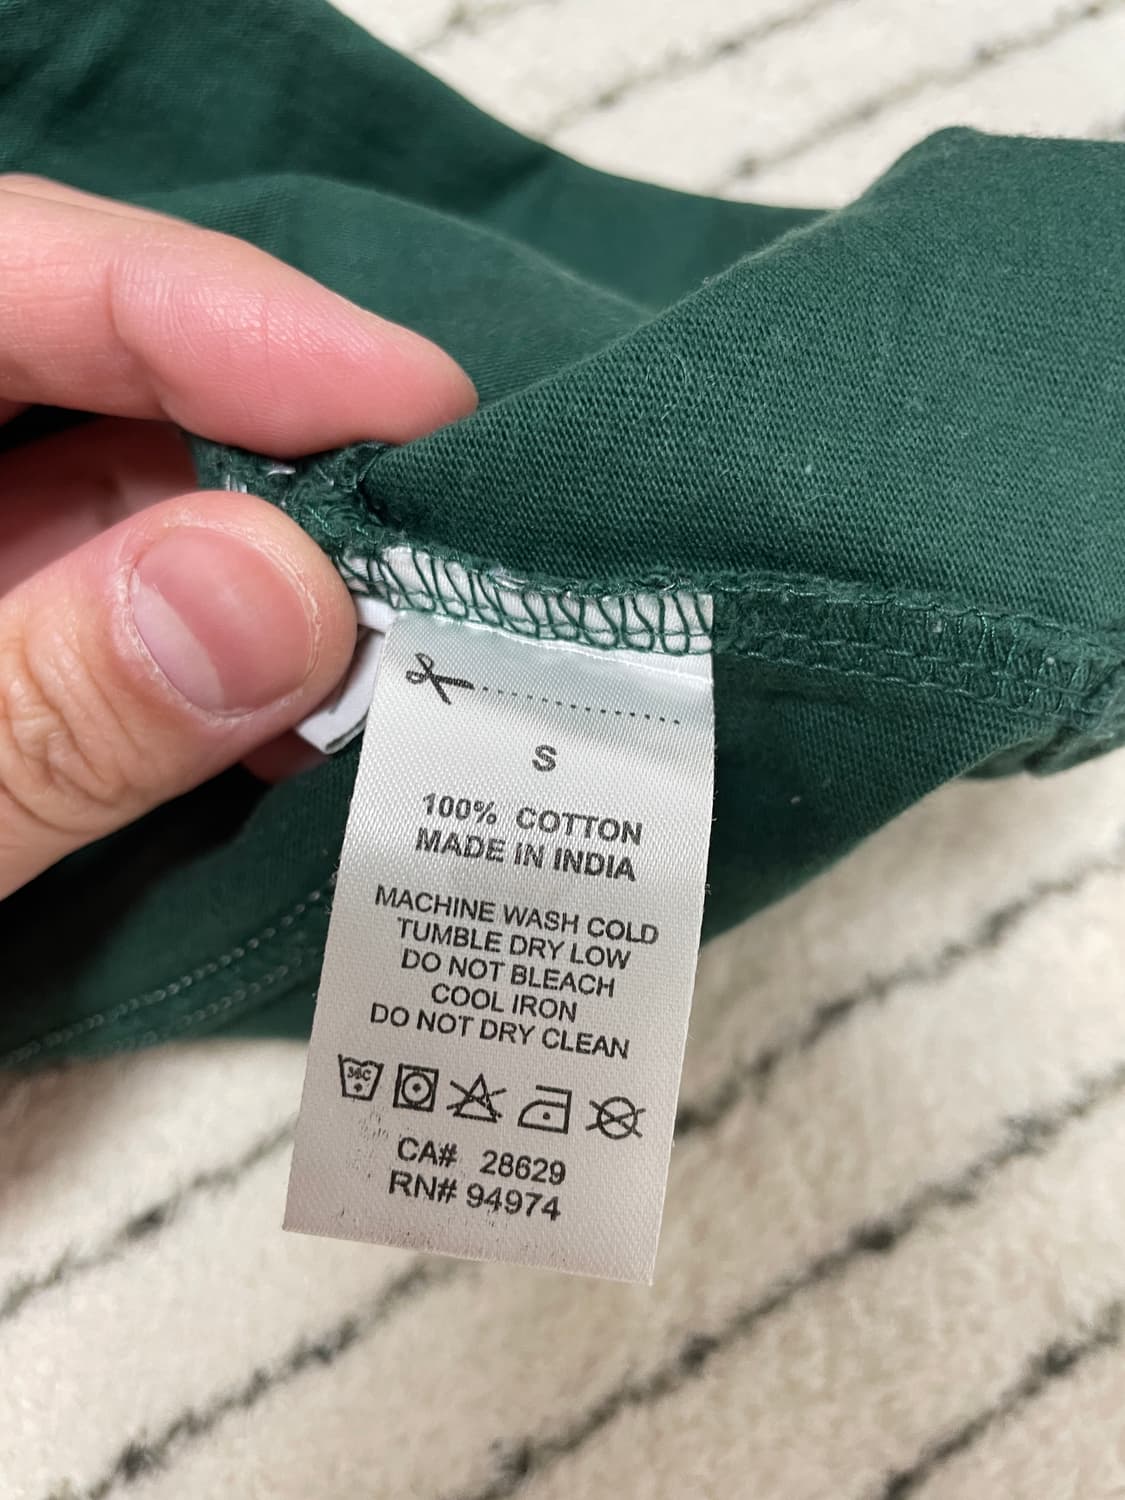 S
100% COTTON
MADE IN INDIA
MACHINE WASH COLD
TUMBLE DRY LOW
DO NOT BLEACH
COOL IRON
DO NOT DRY CLEAN
CA# 28629
RN# 94974